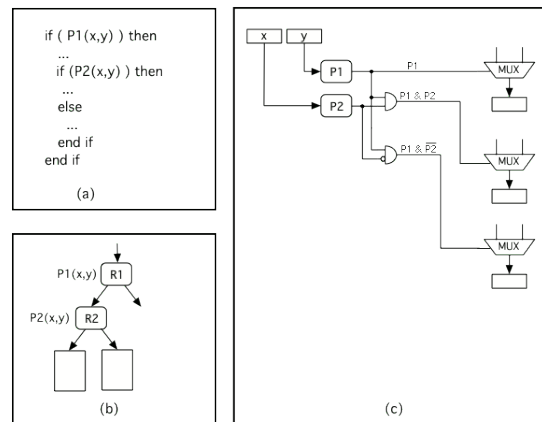 if ( P1(x,y) ) then
...
if (P2(x,y) ) then
...
else
...
end if
end if
(a)
P1(x,y)
R1
P2(x,y)
R2
(b)
x
y
P1
P1
MUX
P2
P1 & P2
P1 & P2̅
MUX
MUX
(c)